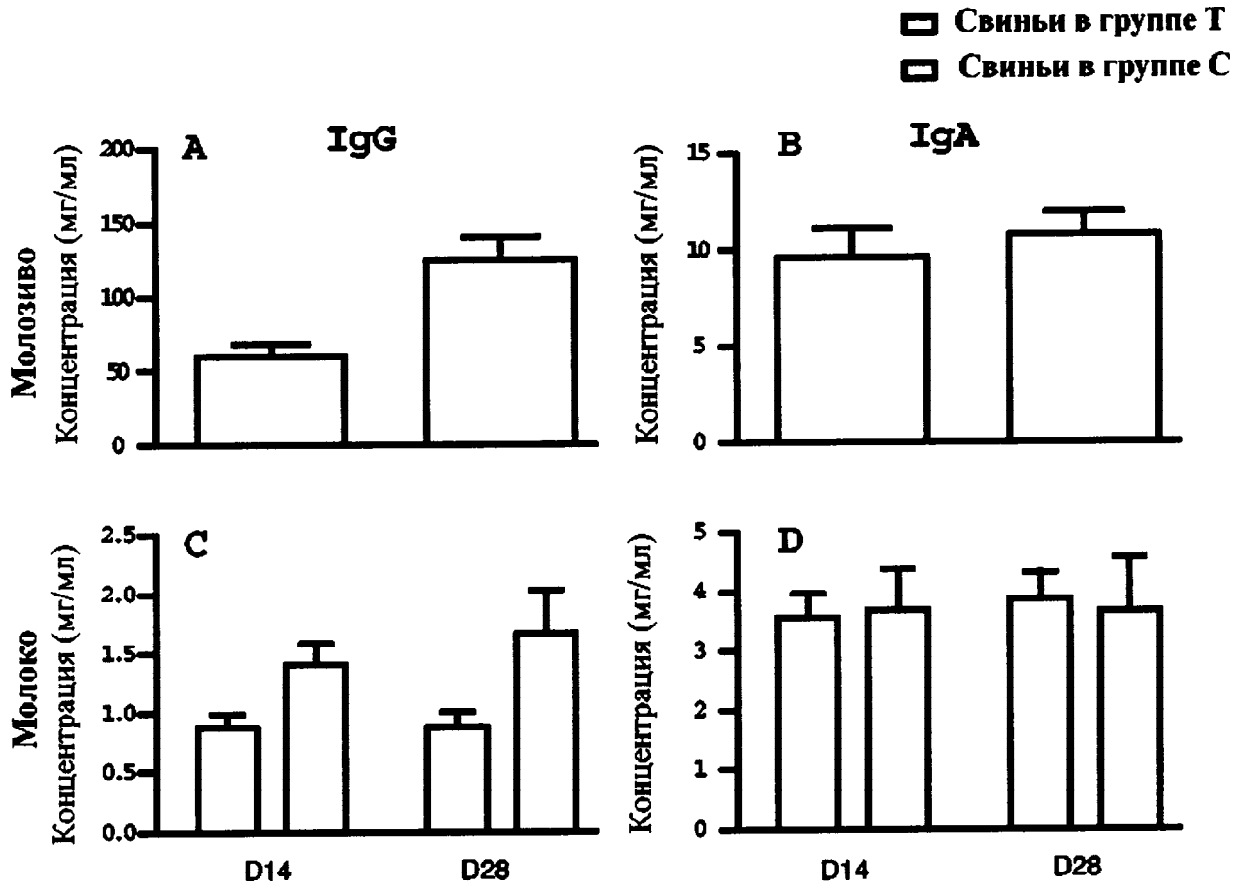 Свиньи в группе T
Свиньи в группе C
A IgG
Молозиво
Концентрация (мг/мл)
200
150
100
50
0
B IgA
Концентрация (мг/мл)
15
10
5
0
C
Молоко
Концентрация (мг/мл)
2.5
2.0
1.5
1.0
0.5
0.0
D14 D28
D
Концентрация (мг/мл)
5
4
3
2
1
0
D14 D28